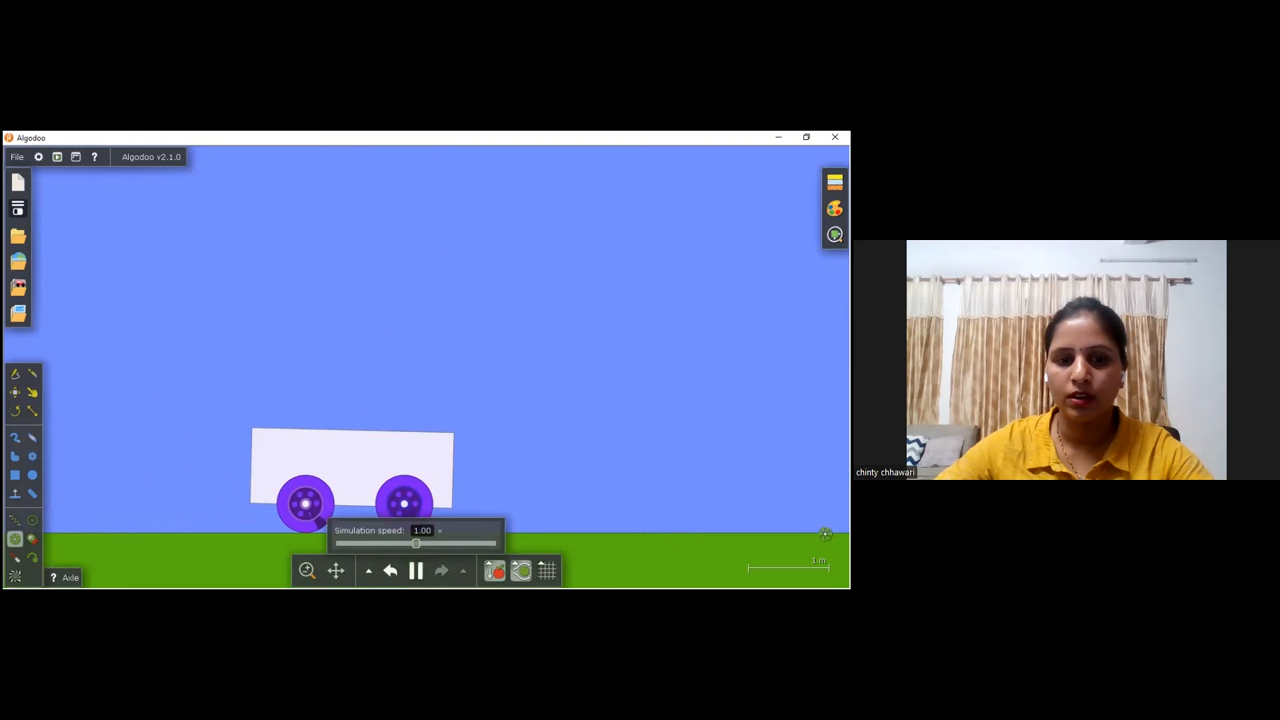 Algodoo
File
?
Algodoo v2.1.0
Simulation speed: 1.00 ×
1 m
? Axle
chinty chhawari